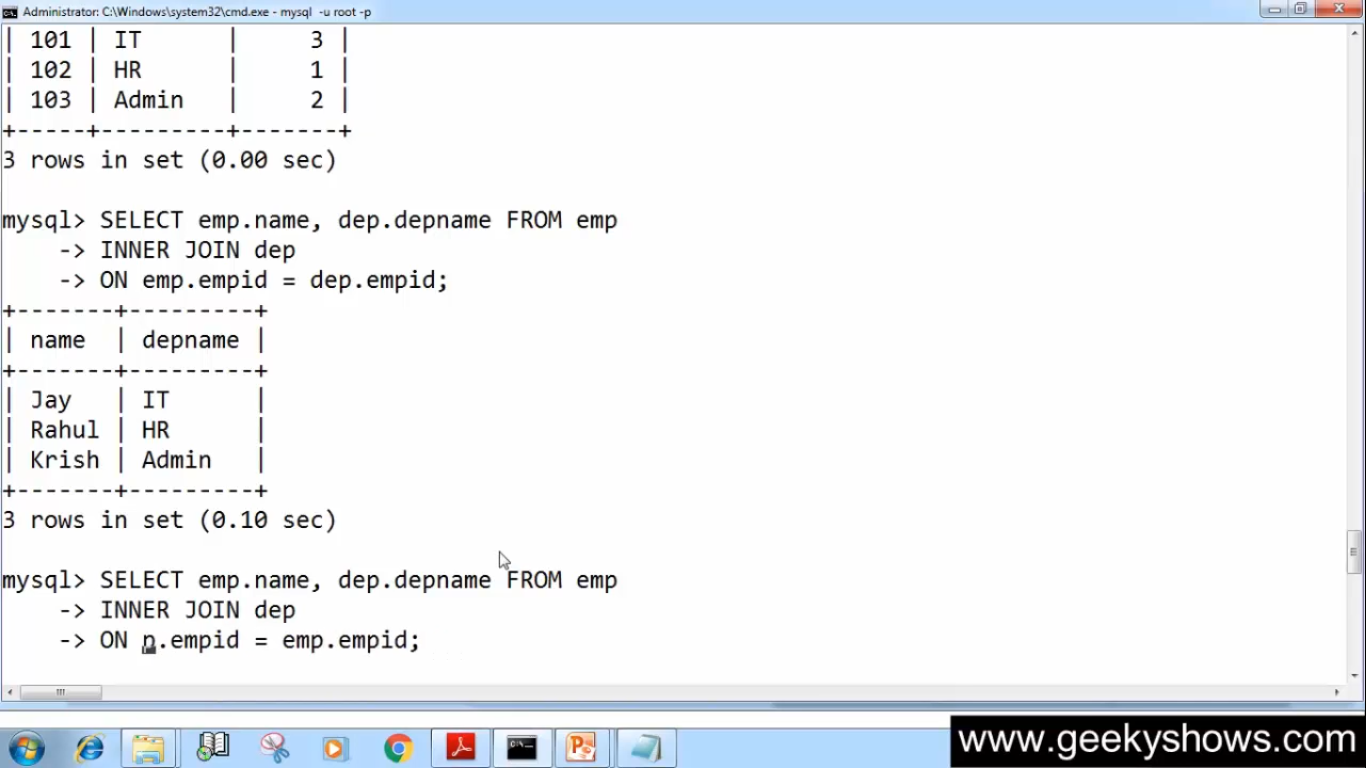 Administrator: C:\Windows\system32\cmd.exe - mysql -u root -p
| 101 | IT      |     3 |
| 102 | HR      |     1 |
| 103 | Admin   |     2 |
+-----+---------+-------+
3 rows in set (0.00 sec)
mysql> SELECT emp.name, dep.depname FROM emp
    -> INNER JOIN dep
    -> ON emp.empid = dep.empid;
+-------+---------+
| name  | depname |
+-------+---------+
| Jay   | IT      |
| Rahul | HR      |
| Krish | Admin   |
+-------+---------+
3 rows in set (0.10 sec)
mysql> SELECT emp.name, dep.depname FROM emp
    -> INNER JOIN dep
    -> ON p.empid = emp.empid;
www.geekyshows.com